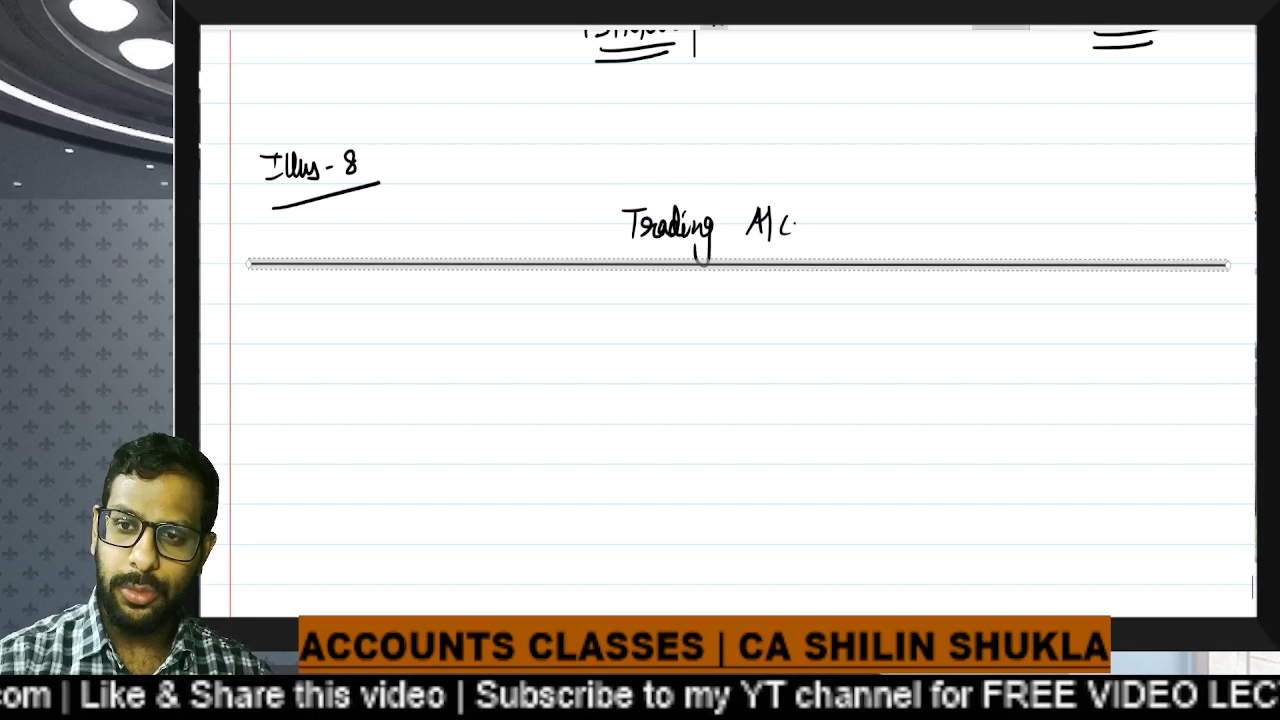 Illus - 8
Trading A/c
ACCOUNTS CLASSES | CA SHILIN SHUKLA
com | Like & Share this video | Subscribe to my YT channel for FREE VIDEO LEC